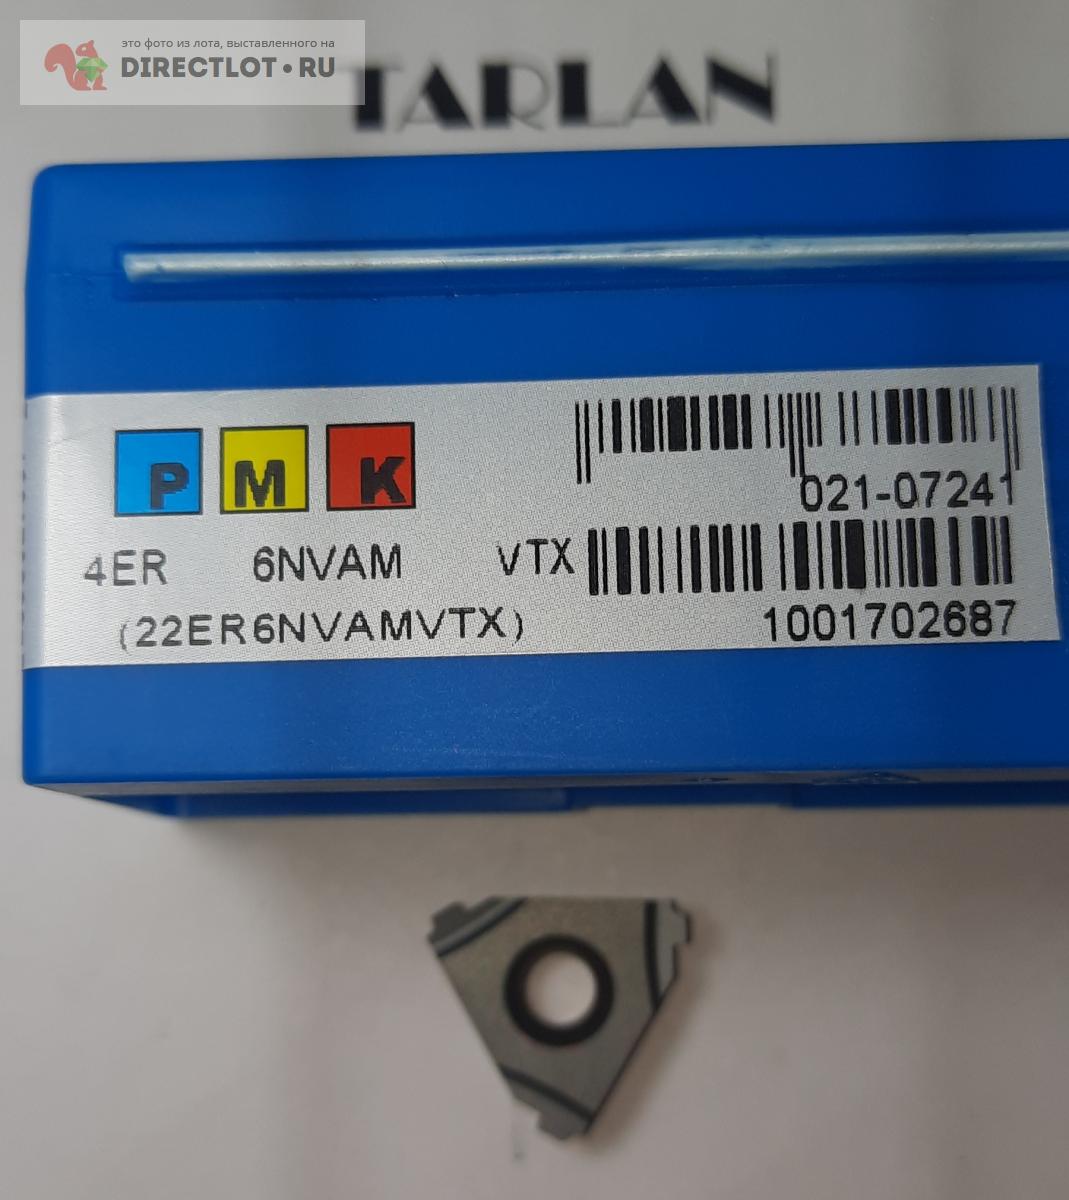 это фото из лота, выставленного на
DIRECTLOT.RU
TARLAN
P M K
021-07241
4ER 6NVAM VTX
(22ER6NVAMVTX)
1001702687